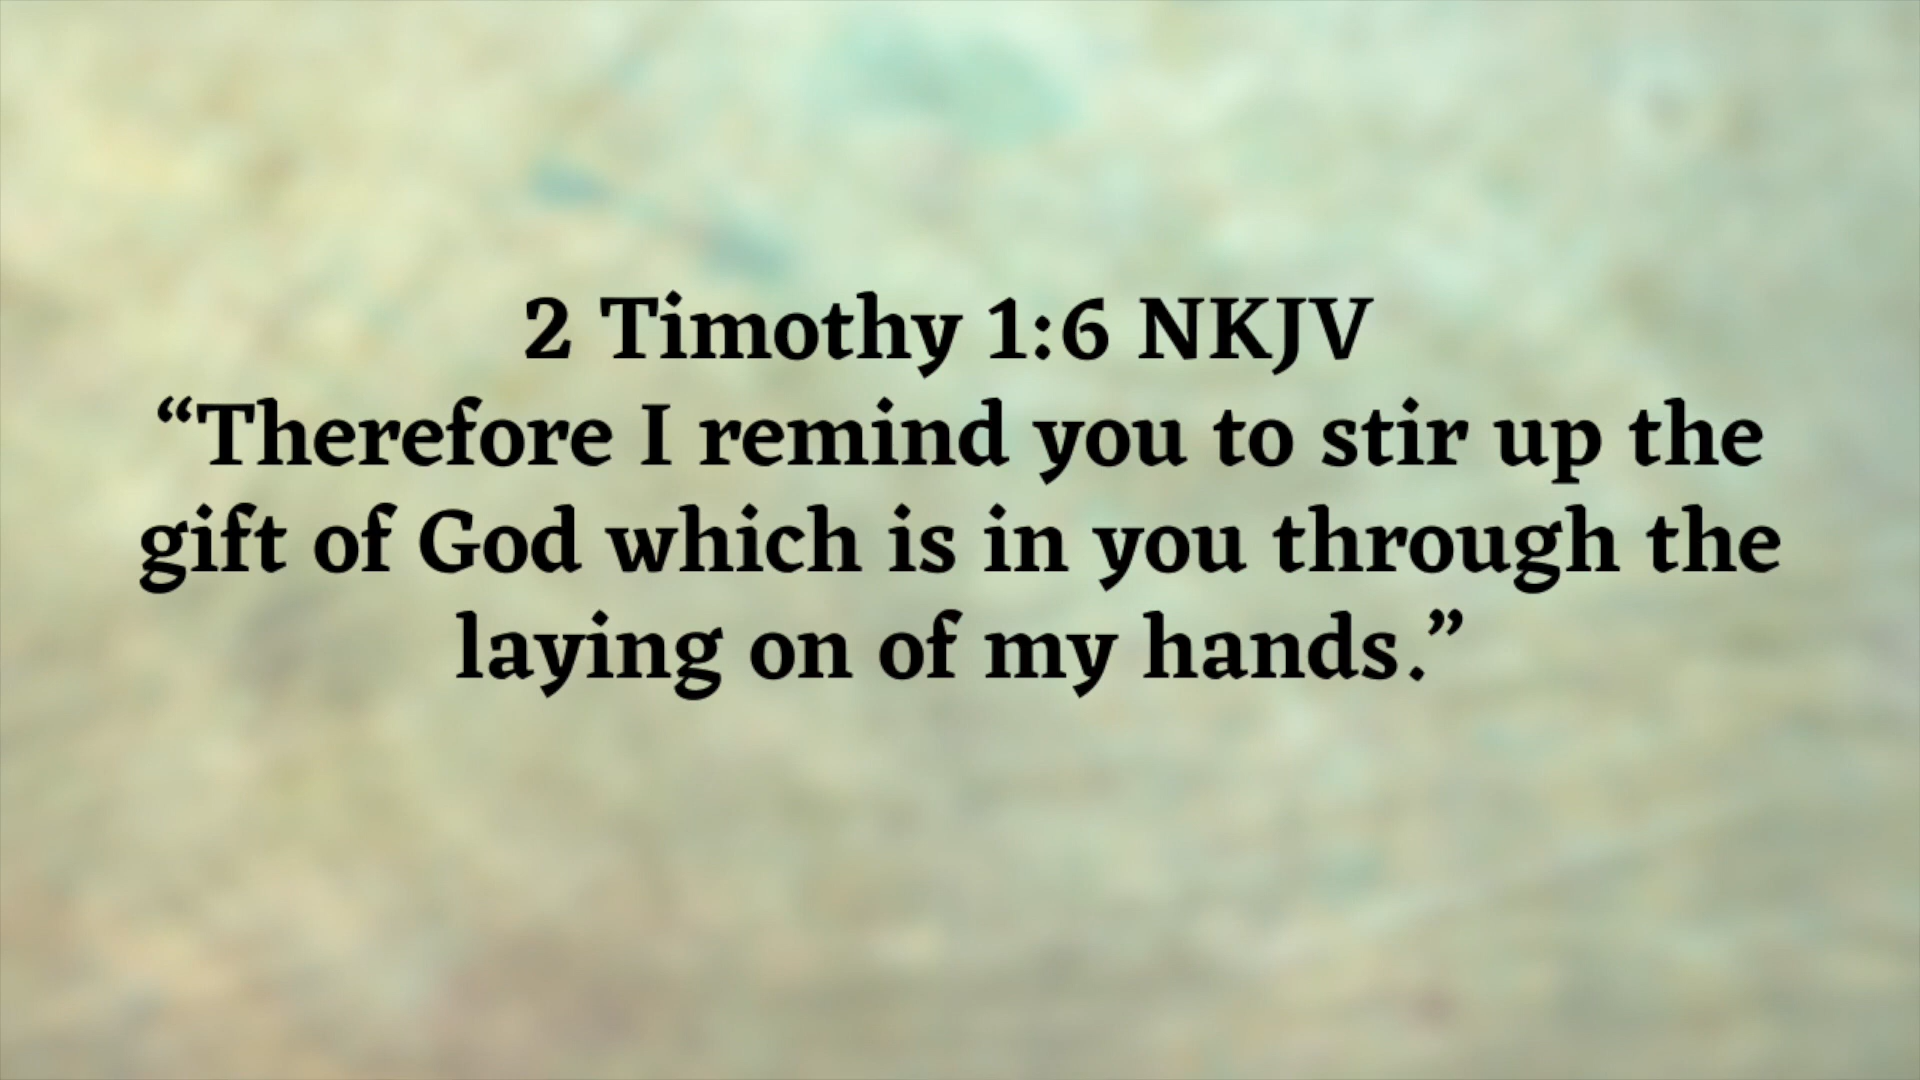 2 Timothy 1:6 NKJV
“Therefore I remind you to stir up the
gift of God which is in you through the
laying on of my hands.”